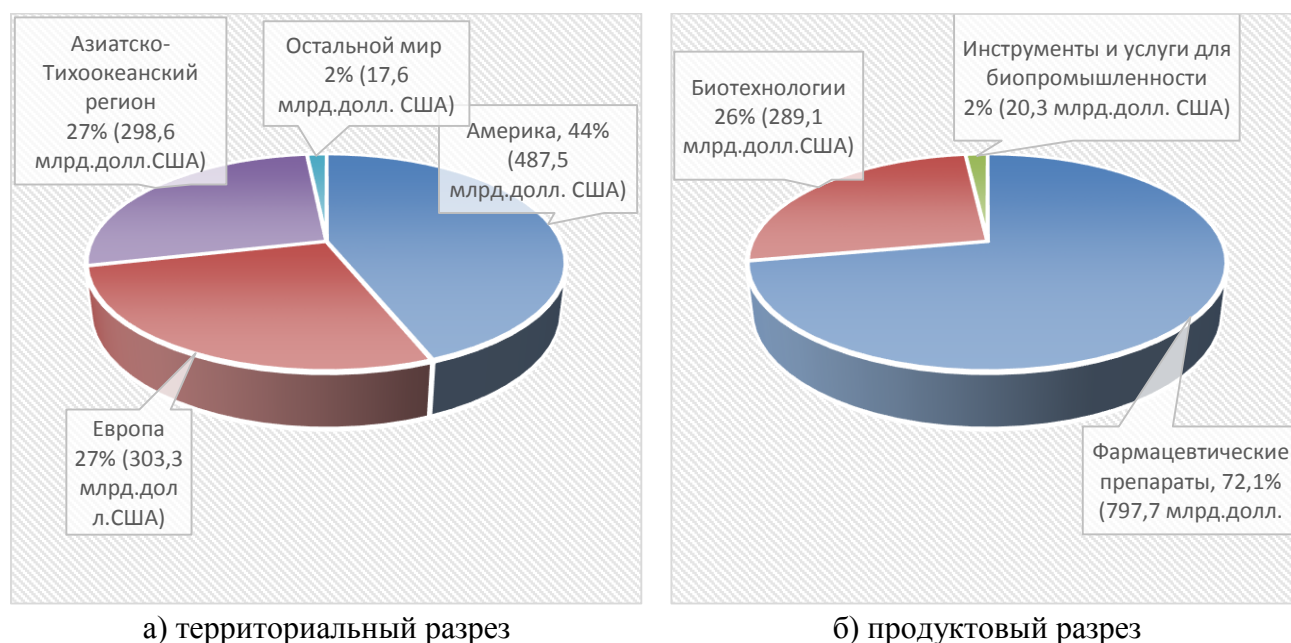 Азиатско-
Тихоокеанский
регион
27% (298,6
млрд.долл.США)
Остальной мир
2% (17,6
млрд.долл. США)
Америка, 44%
(487,5
млрд.долл. США)
Европа
27% (303,3
млрд.дол
л.США)
а) территориальный разрез
Биотехнологии
26% (289,1
млрд.долл.США)
Инструменты и услуги для
биопромышленности
2% (20,3 млрд.долл. США)
Фармацевтические
препараты, 72,1%
(797,7 млрд.долл.
б) продуктовый разрез